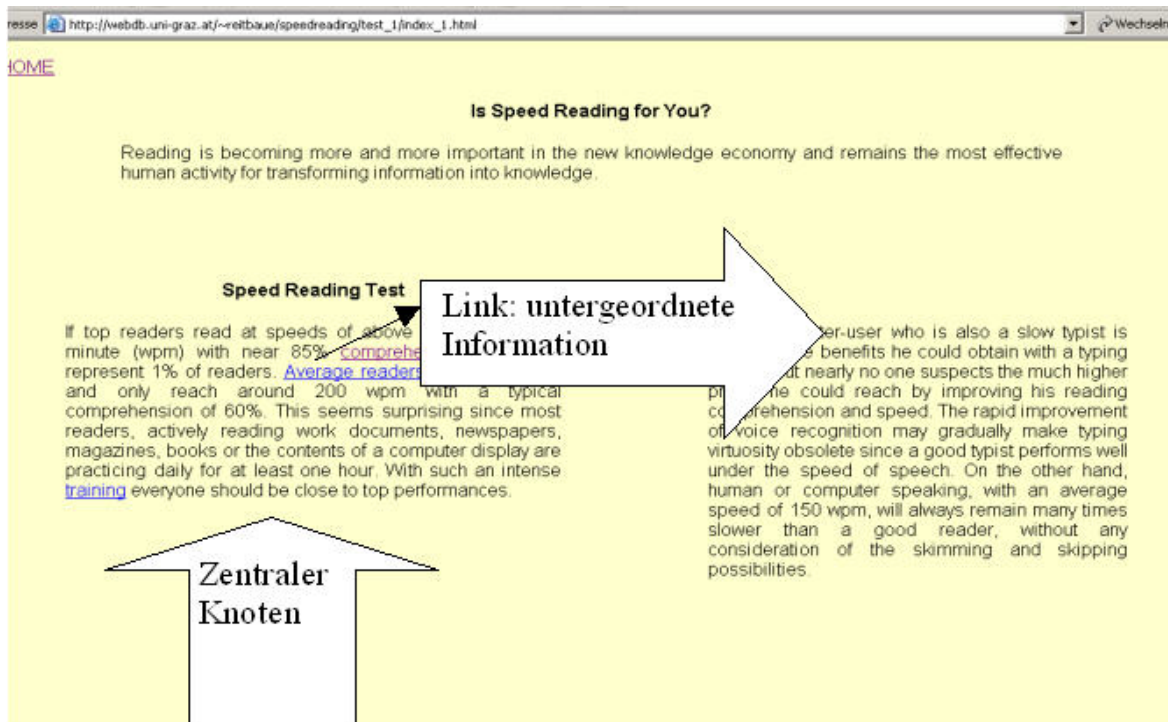 resse http://webdb.uni-graz.at/~reitbaue/speedreading/test_1/index_1.html Wechseln
HOME
Is Speed Reading for You?
Reading is becoming more and more important in the new knowledge economy and remains the most effective
human activity for transforming information into knowledge.
Speed Reading Test
If top readers read at speeds of above
minute (wpm) with near 85% comprehe
represent 1% of readers. Average readers
and only reach around 200 wpm with a typical
comprehension of 60%. This seems surprising since most
readers, actively reading work documents, newspapers,
magazines, books or the contents of a computer display are
practicing daily for at least one hour. With such an intense
training everyone should be close to top performances.
Link: untergeordnete
Information
ter-user who is also a slow typist is
benefits he could obtain with a typing
nearly no one suspects the much higher
could reach by improving his reading
comprehension and speed. The rapid improvement
of voice recognition may gradually make typing
virtuosity obsolete since a good typist performs well
under the speed of speech. On the other hand,
human or computer speaking, with an average
speed of 150 wpm, will always remain many times
slower than a good reader, without any
consideration of the skimming and skipping
possibilities.
Zentraler
Knoten